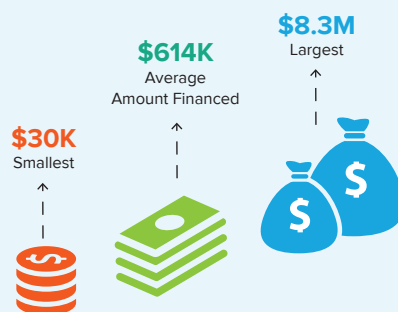 $8.3M
Largest
$614K
Average
Amount Financed
$30K
Smallest
$
$
$